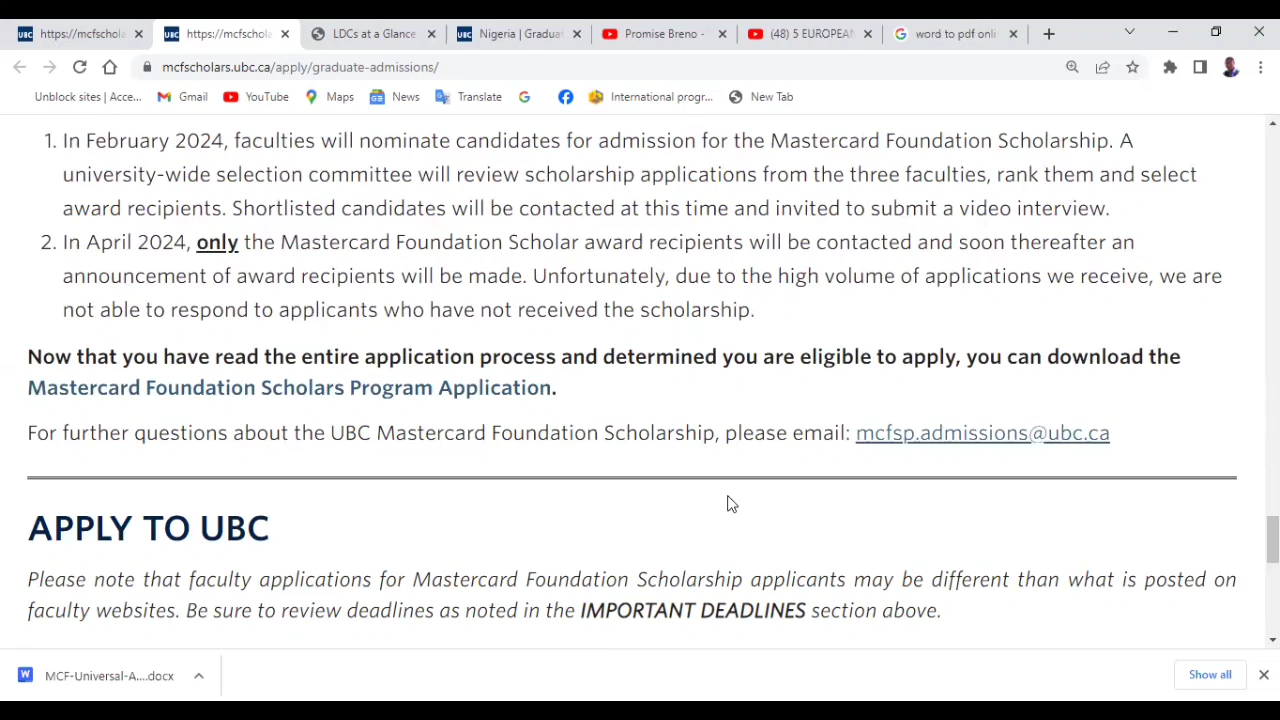 UBC https://mcfschola
UBC https://mcfschola
LDCs at a Glance
UBC Nigeria | Gradua
Promise Breno -
(48) 5 EUROPEAN
word to pdf onli
mcfscholars.ubc.ca/apply/graduate-admissions/
Unblock sites | Acce...
Gmail
YouTube
Maps
News
Translate
International progr...
New Tab
1. In February 2024, faculties will nominate candidates for admission for the Mastercard Foundation Scholarship. A
university-wide selection committee will review scholarship applications from the three faculties, rank them and select
award recipients. Shortlisted candidates will be contacted at this time and invited to submit a video interview.
2. In April 2024, only the Mastercard Foundation Scholar award recipients will be contacted and soon thereafter an
announcement of award recipients will be made. Unfortunately, due to the high volume of applications we receive, we are
not able to respond to applicants who have not received the scholarship.
Now that you have read the entire application process and determined you are eligible to apply, you can download the
Mastercard Foundation Scholars Program Application.
For further questions about the UBC Mastercard Foundation Scholarship, please email: mcfsp.admissions@ubc.ca
APPLY TO UBC
Please note that faculty applications for Mastercard Foundation Scholarship applicants may be different than what is posted on
faculty websites. Be sure to review deadlines as noted in the IMPORTANT DEADLINES section above.
MCF-Universal-A....docx
Show all